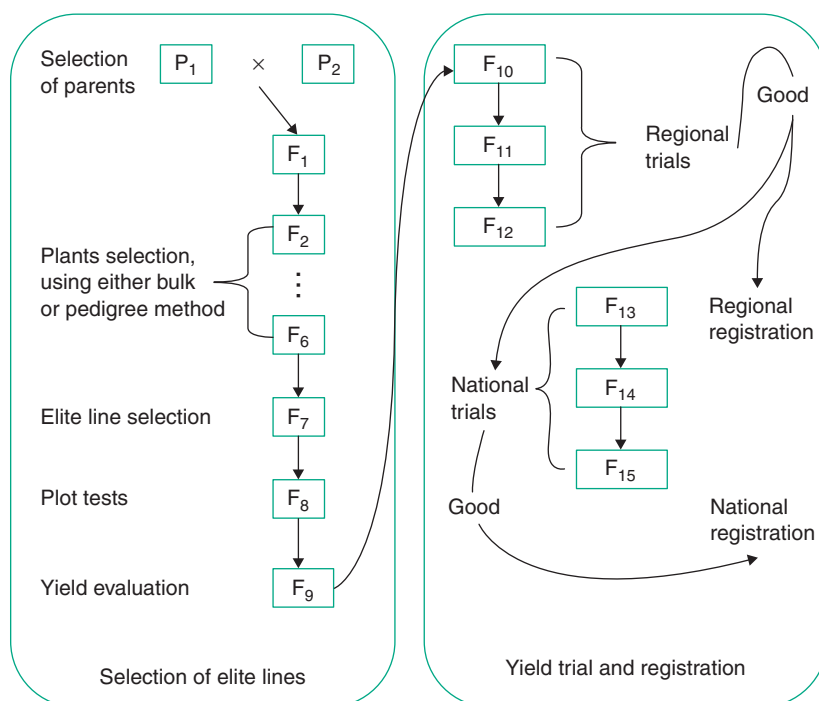 Selection
of parents
P₁ × P₂
F₁
F₂
Plants selection,
using either bulk
or pedigree method
⋮
F₆
Elite line selection
F₇
Plot tests
F₈
Yield evaluation
F₉
Selection of elite lines
F₁₀
F₁₁
F₁₂
Regional
trials
Good
Regional
registration
National
trials
F₁₃
F₁₄
F₁₅
Good
National
registration
Yield trial and registration